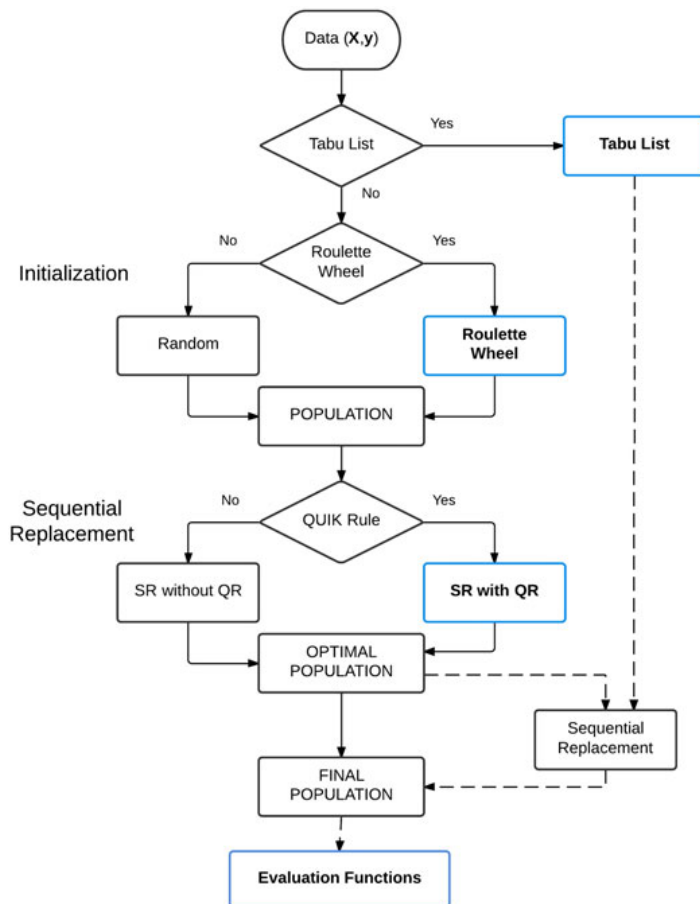 Data (X,y)
Tabu List
Yes
Tabu List
No
No
Roulette
Wheel
Yes
Initialization
Random
Roulette
Wheel
POPULATION
Sequential
Replacement
No
QUIK Rule
Yes
SR without QR
SR with QR
OPTIMAL
POPULATION
Sequential
Replacement
FINAL
POPULATION
Evaluation Functions